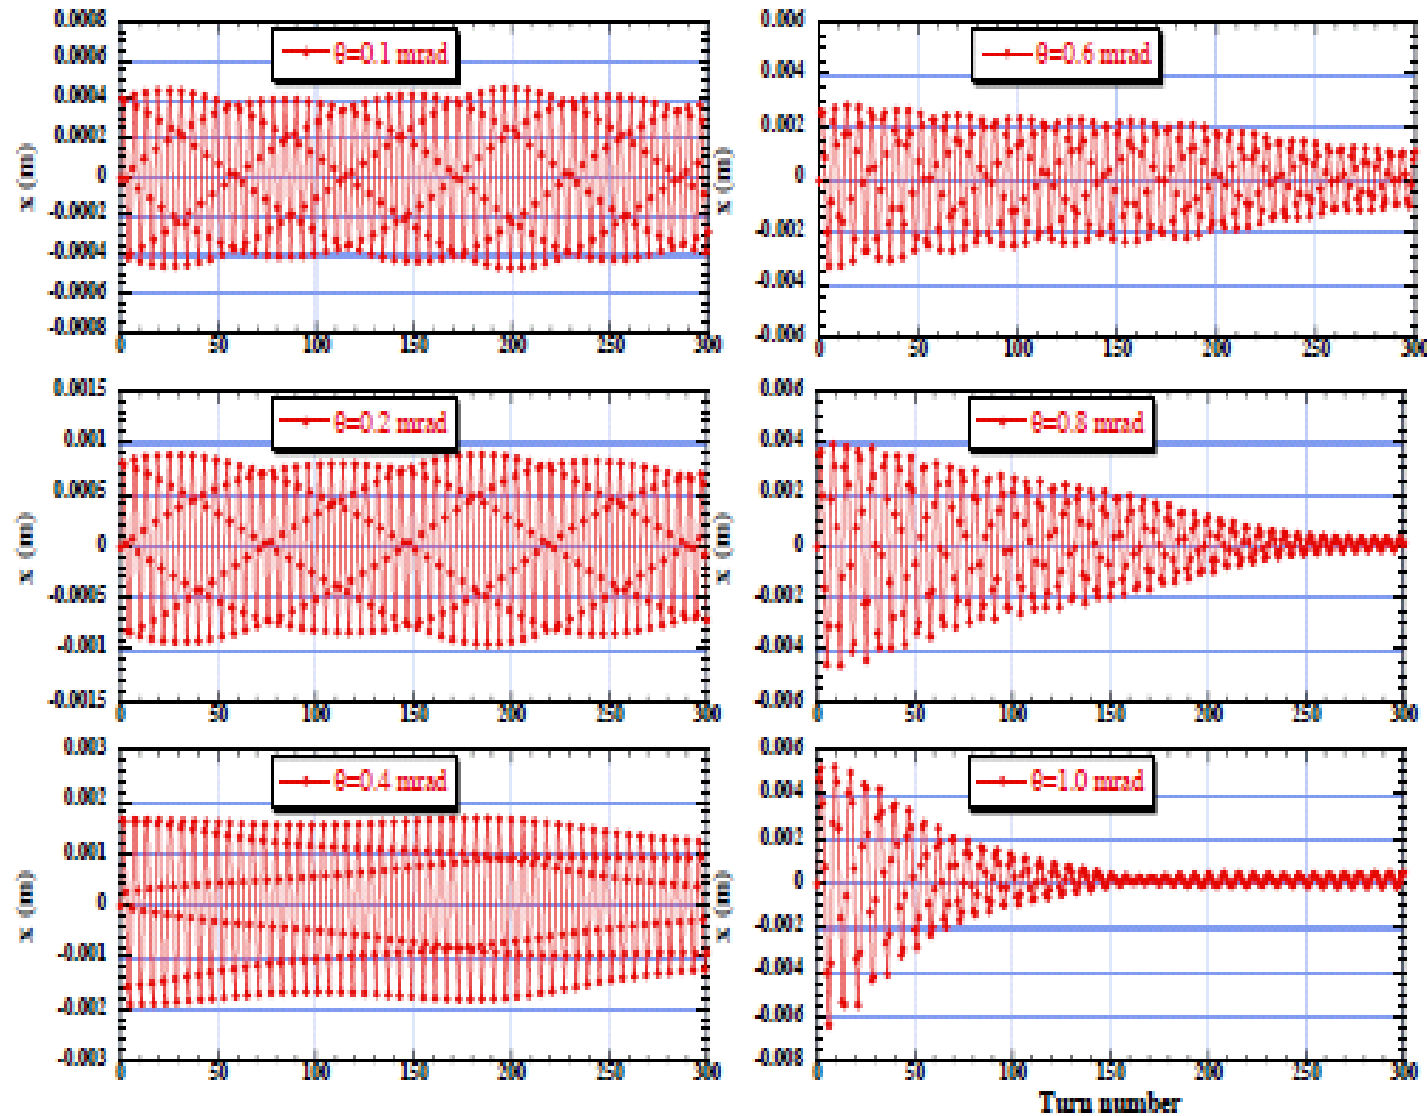 0.0008
0.0006
0.0004
0.0002
0
-0.0002
-0.0004
-0.0006
-0.0008
x (m)
θ=0.1 mrad
0 50 100 150 200 250 300
0.006
0.004
0.002
0
-0.002
-0.004
-0.006
x (m)
θ=0.6 mrad
0 50 100 150 200 250 300
0.0015
0.001
0.0005
0
-0.0005
-0.001
-0.0015
x (m)
θ=0.2 mrad
0 50 100 150 200 250 300
0.006
0.004
0.002
0
-0.002
-0.004
-0.006
x (m)
θ=0.8 mrad
0 50 100 150 200 250 300
0.003
0.002
0.001
0
-0.001
-0.002
-0.003
x (m)
θ=0.4 mrad
0 50 100 150 200 250 300
0.006
0.004
0.002
0
-0.002
-0.004
-0.006
-0.008
x (m)
θ=1.0 mrad
0 50 100 150 200 250 300
Turn number